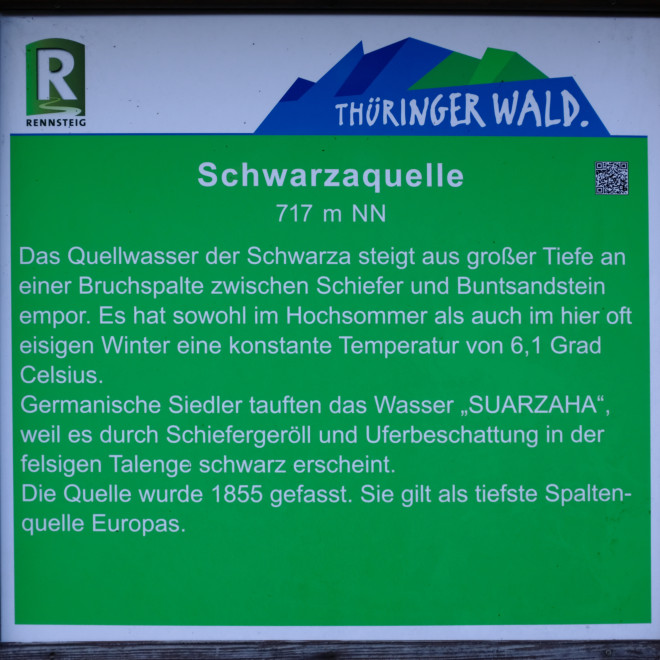 R
RENNSTEIG
THÜRINGER WALD.
Schwarzaquelle
717 m NN
Das Quellwasser der Schwarza steigt aus großer Tiefe an
einer Bruchspalte zwischen Schiefer und Buntsandstein
empor. Es hat sowohl im Hochsommer als auch im hier oft
eisigen Winter eine konstante Temperatur von 6,1 Grad
Celsius.
Germanische Siedler tauften das Wasser „SUARZAHA“,
weil es durch Schiefergeröll und Uferbeschattung in der
felsigen Talenge schwarz erscheint.
Die Quelle wurde 1855 gefasst. Sie gilt als tiefste Spalten-
quelle Europas.